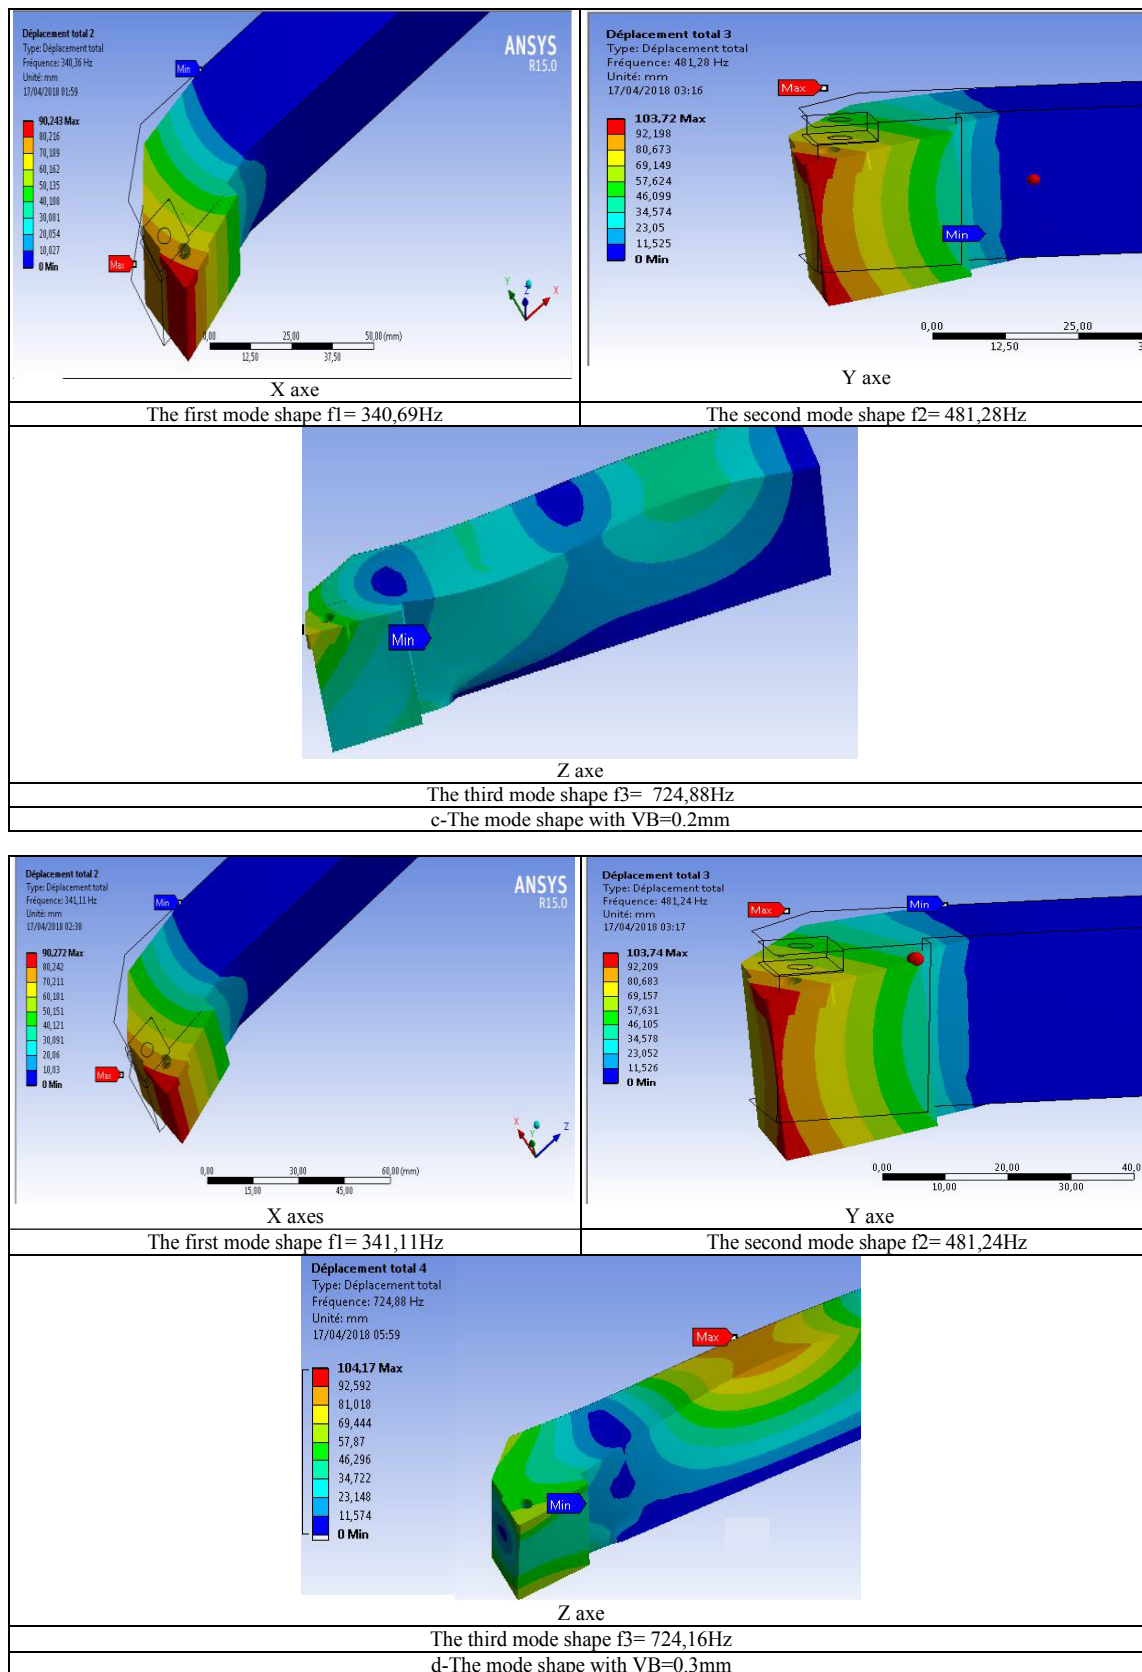 Déplacement total 2
Type: Déplacement total
Fréquence: 340,36 Hz
Unité: mm
17/04/2018 01:59
90,243 Max
80,216
70,189
60,162
50,135
40,108
30,081
20,054
10,027
0 Min
Min
Max
ANSYS
R15.0
Y
Z
X
0,00 25,00 50,00 (mm)
12,50 37,50
X axe
The first mode shape f1= 340,69Hz
Déplacement total 3
Type: Déplacement total
Fréquence: 481,28 Hz
Unité: mm
17/04/2018 03:16
103,72 Max
92,198
80,673
69,149
57,624
46,099
34,574
23,05
11,525
0 Min
Max
Min
0,00 25,00
12,50 3
Y axe
The second mode shape f2= 481,28Hz
Min
Z axe
The third mode shape f3= 724,88Hz
c-The mode shape with VB=0.2mm
Déplacement total 2
Type: Déplacement total
Fréquence: 341,11 Hz
Unité: mm
17/04/2018 02:38
90,272 Max
80,242
70,211
60,181
50,151
40,121
30,091
20,06
10,03
0 Min
Min
Max
ANSYS
R15.0
X
Y
Z
0,00 30,00 60,00 (mm)
15,00 45,00
X axes
The first mode shape f1= 341,11Hz
Déplacement total 3
Type: Déplacement total
Fréquence: 481,24 Hz
Unité: mm
17/04/2018 03:17
103,74 Max
92,209
80,683
69,157
57,631
46,105
34,578
23,052
11,526
0 Min
Max
Min
0,00 20,00 40,0
10,00 30,00
Y axe
The second mode shape f2= 481,24Hz
Déplacement total 4
Type: Déplacement total
Fréquence: 724,88 Hz
Unité: mm
17/04/2018 05:59
104,17 Max
92,592
81,018
69,444
57,87
46,296
34,722
23,148
11,574
0 Min
Max
Min
Z axe
The third mode shape f3= 724,16Hz
d-The mode shape with VB=0.3mm